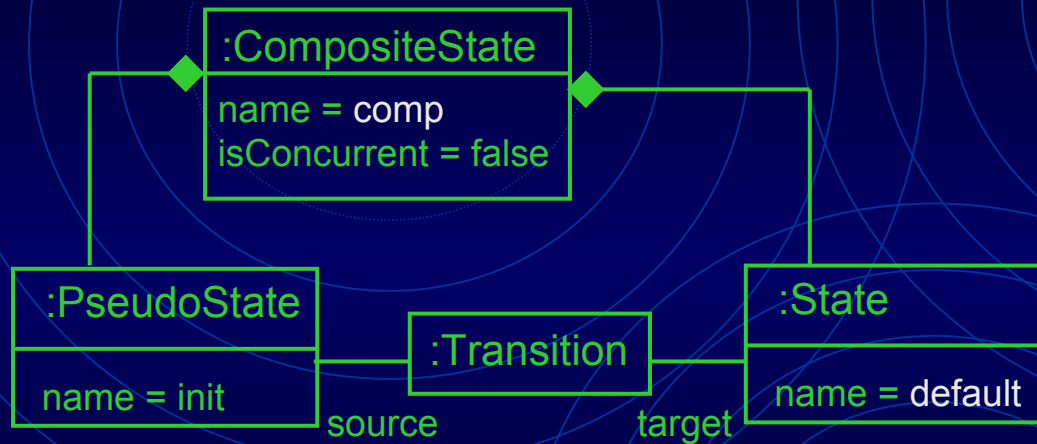 :CompositeState
name = comp
isConcurrent = false
:PseudoState
name = init
:Transition
source
target
:State
name = default